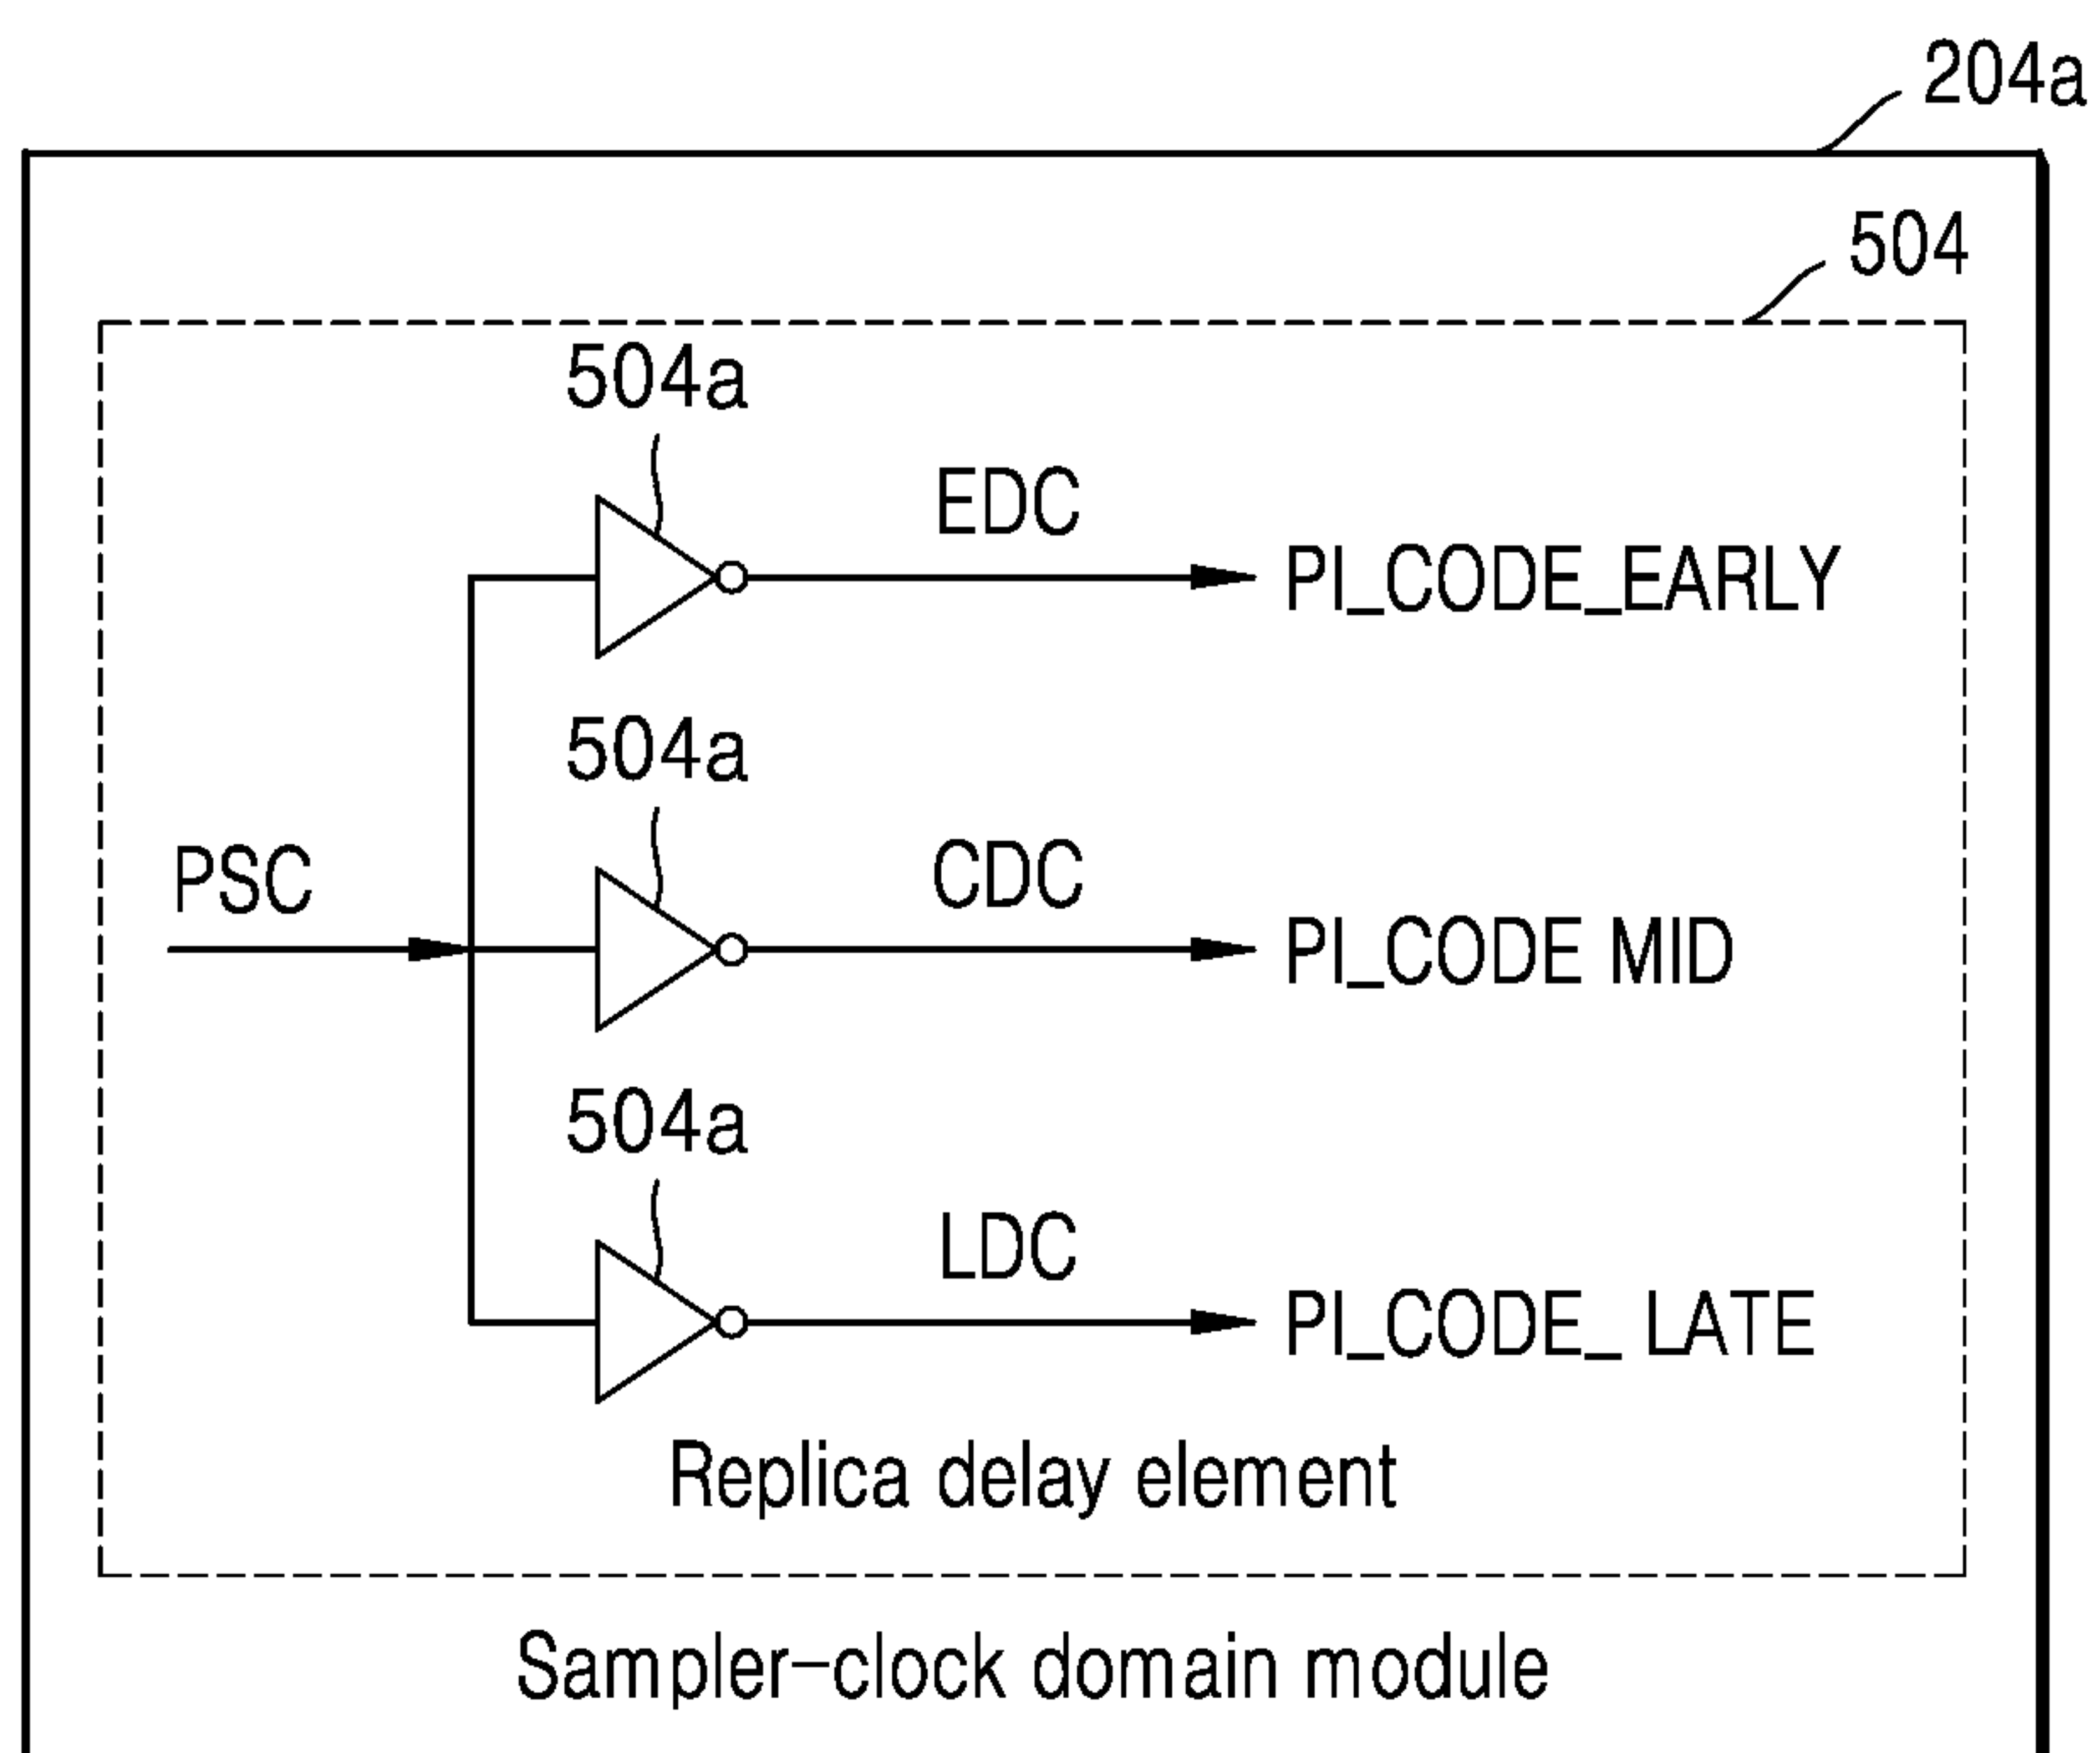 204a
504
504a
EDC
PI_CODE_EARLY
504a
PSC
CDC
PI_CODE MID
504a
LDC
PI_CODE_ LATE
Replica delay element
Sampler-clock domain module